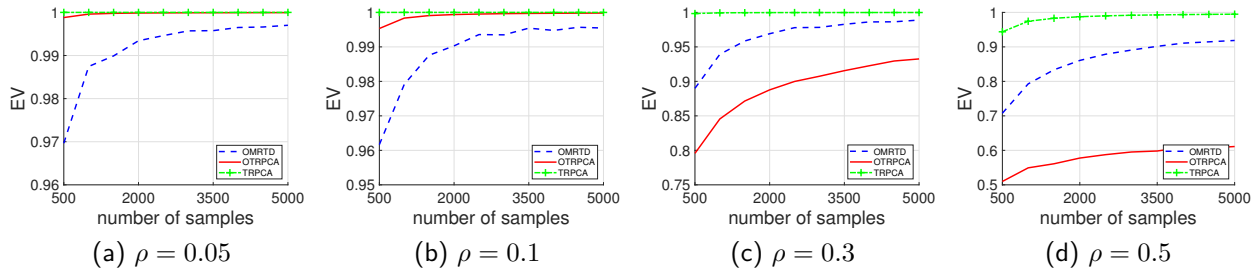 EV
1
0.99
0.98
0.97
0.96
500 2000 3500 5000
number of samples
OMRTD
OTRPCA
TRPCA
(a) ρ = 0.05
EV
1
0.99
0.98
0.97
0.96
0.95
500 2000 3500 5000
number of samples
OMRTD
OTRPCA
TRPCA
(b) ρ = 0.1
EV
1
0.95
0.9
0.85
0.8
0.75
500 2000 3500 5000
number of samples
OMRTD
OTRPCA
TRPCA
(c) ρ = 0.3
EV
1
0.9
0.8
0.7
0.6
0.5
500 2000 3500 5000
number of samples
OMRTD
OTRPCA
TRPCA
(d) ρ = 0.5